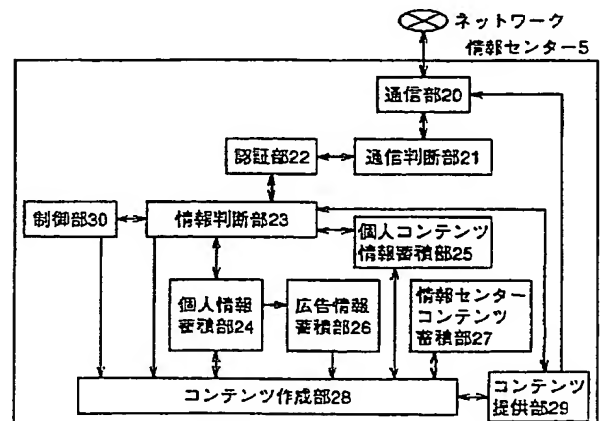 ネットワーク
情報センター5
通信部20
認証部22
通信判断部21
制御部30
情報判断部23
個人コンテンツ
情報蓄積部25
個人情報
蓄積部24
広告情報
蓄積部26
情報センター
コンテンツ
蓄積部27
コンテンツ作成部28
コンテンツ
提供部29